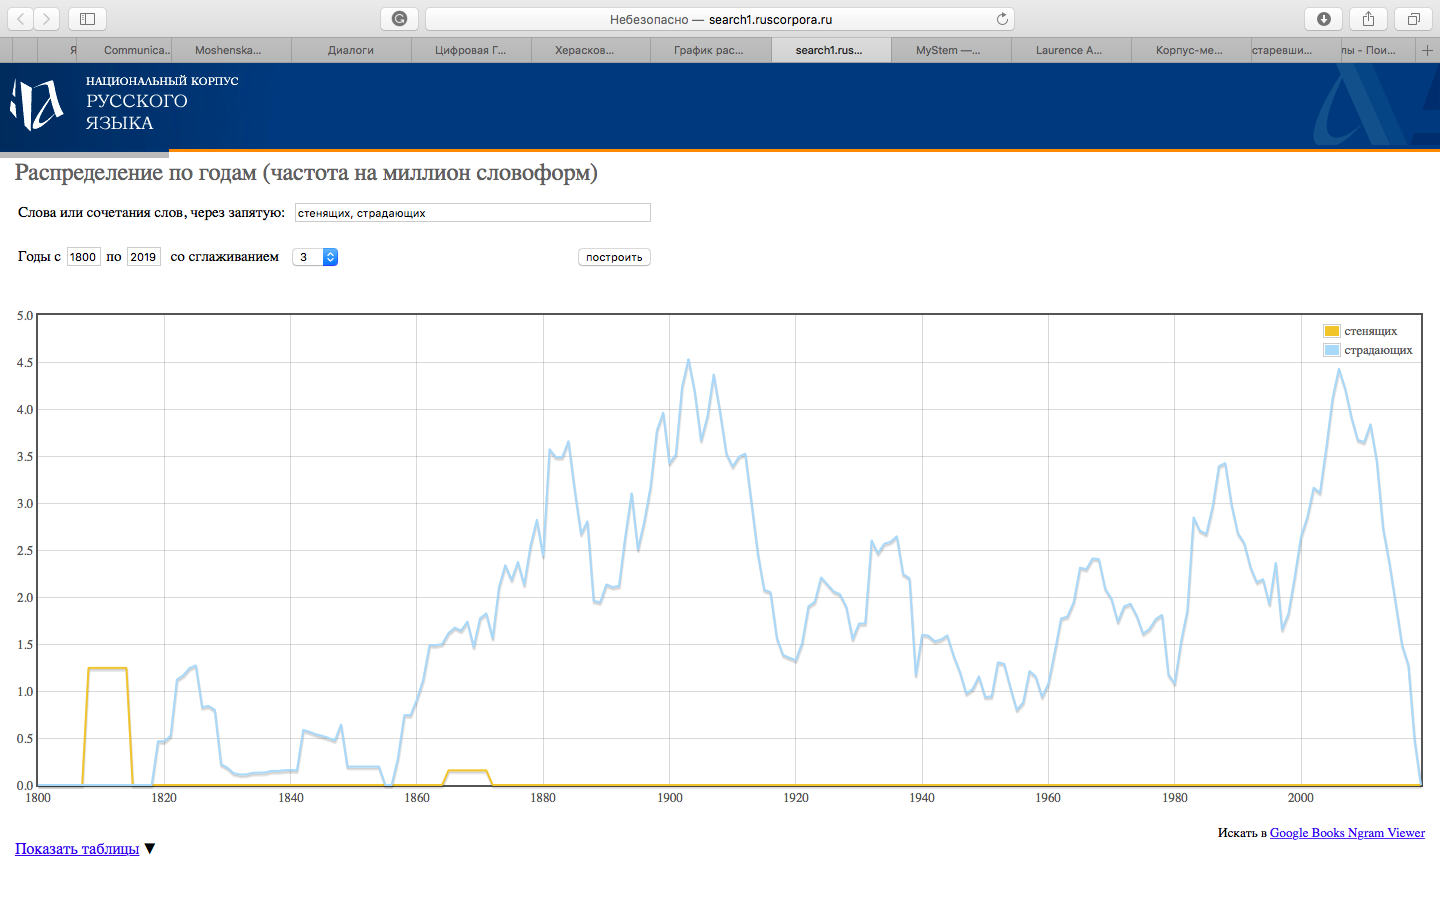 Небезопасно — search1.ruscorpora.ru
Я
Communica...
Moshenska...
Диалоги
Цифровая Г...
Херасков...
График рас...
search1.rus...
MyStem —...
Laurence A...
Корпус-ме...
старевши...
лы - Пои...
НАЦИОНАЛЬНЫЙ КОРПУС
РУССКОГО
ЯЗЫКА
Распределение по годам (частота на миллион словоформ)
Слова или сочетания слов, через запятую: стенящих, страдающих
Годы с 1800 по 2019 со сглаживанием 3 построить
5.0
4.5
4.0
3.5
3.0
2.5
2.0
1.5
1.0
0.5
0.0
стенящих
страдающих
1800 1820 1840 1860 1880 1900 1920 1940 1960 1980 2000
Искать в Google Books Ngram Viewer
Показать таблицы ▼